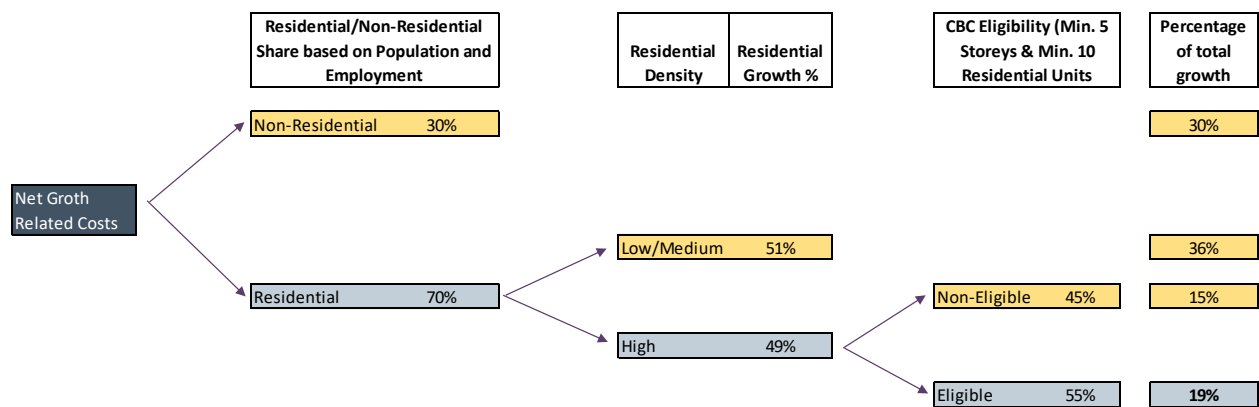 Residential/Non-Residential
Share based on Population and
Employment
Residential
Density
Residential
Growth %
CBC Eligibility (Min. 5
Storeys & Min. 10
Residential Units
Percentage
of total
growth
Non-Residential 30%
30%
Net Groth
Related Costs
Low/Medium 51%
36%
Residential 70%
Non-Eligible 45%
15%
High 49%
Eligible 55%
19%